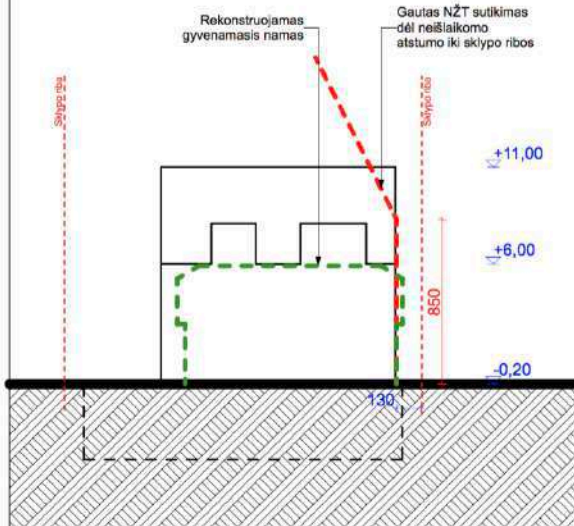 Rekonstruojamas
gyvenamasis namas
Gautas NŽT sutikimas
dėl neišlaikomo
atstumo iki sklypo ribos
Sklypo riba
Sklypo riba
+11,00
+6,00
850
-0,20
130